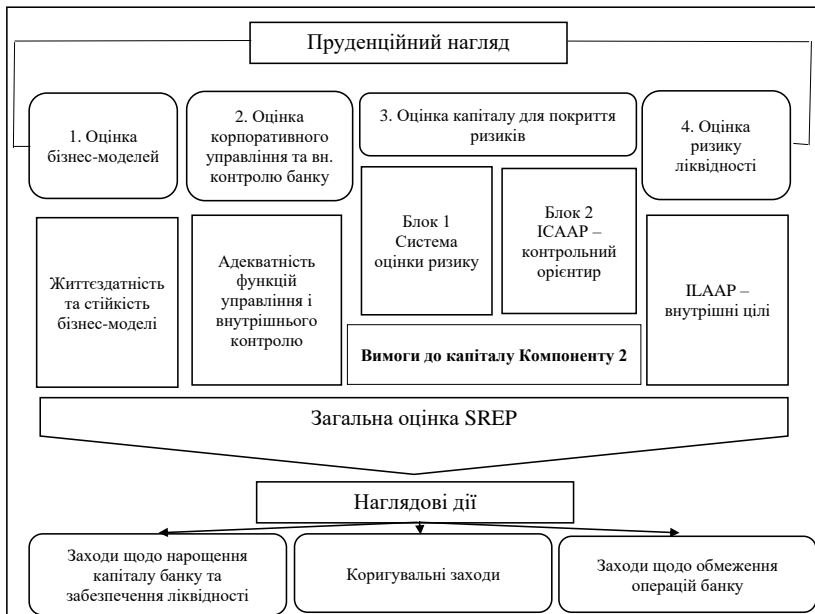 Пруденційний нагляд
1. Оцінка
бізнес-моделей
2. Оцінка
корпоративного
управління та вн.
контролю банку
3. Оцінка капіталу для покриття
ризиків
4. Оцінка
ризику
ліквідності
Життєздатність
та стійкість
бізнес-моделі
Адекватність
функцій
управління і
внутрішнього
контролю
Блок 1
Система
оцінки ризику
Блок 2
ICAAP –
контрольний
орієнтир
ILAAP –
внутрішні цілі
Вимоги до капіталу Компоненту 2
Загальна оцінка SREP
Наглядові дії
Заходи щодо нарощення
капіталу банку та
забезпечення ліквідності
Коригувальні заходи
Заходи щодо обмеження
операцій банку